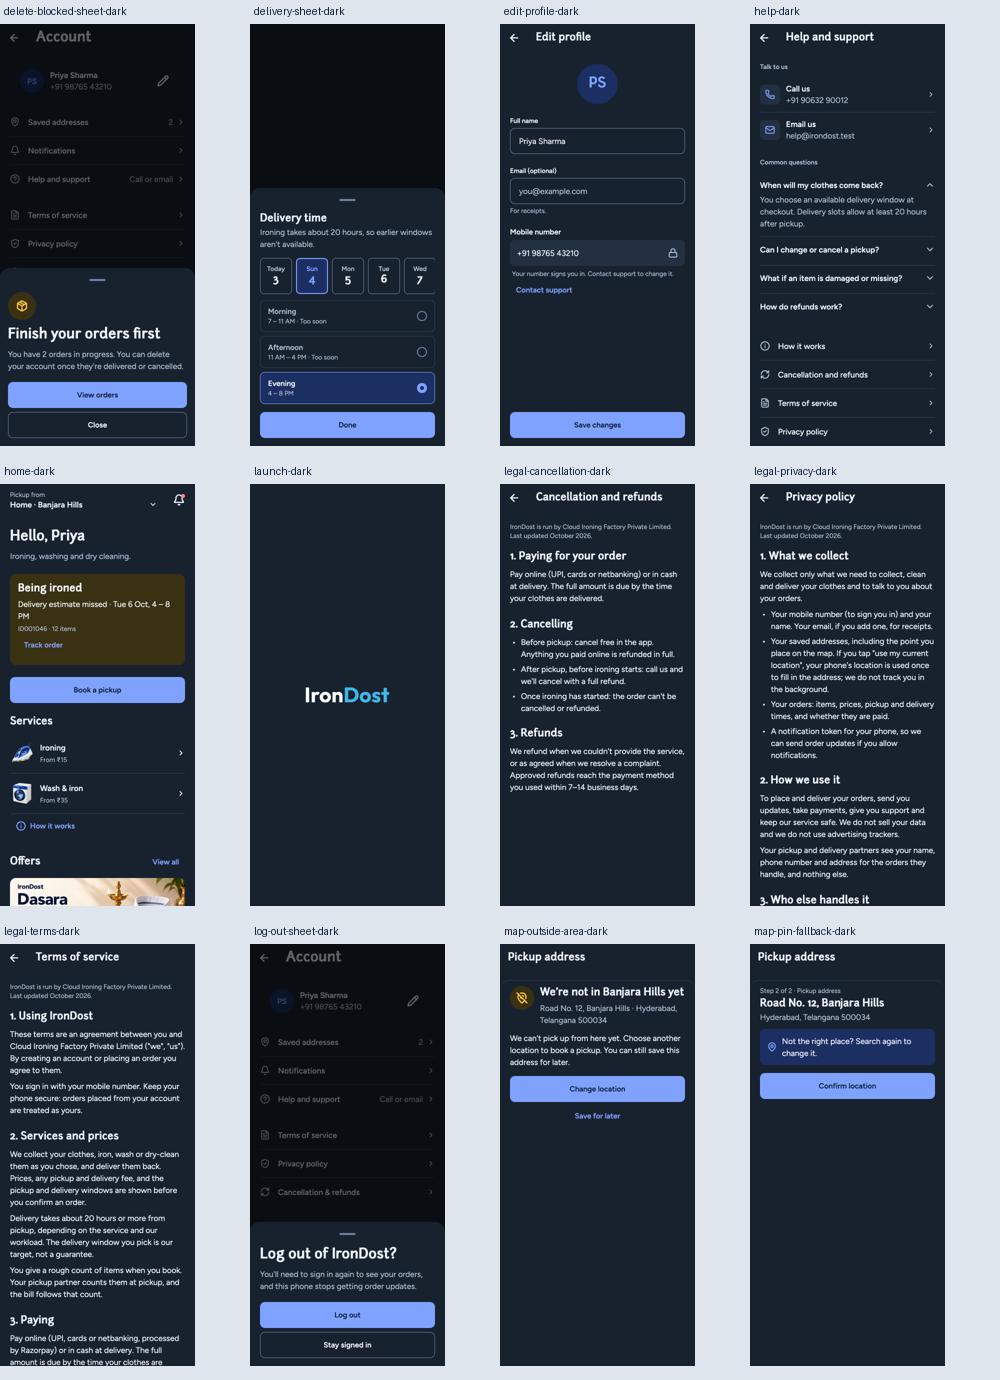 delete-blocked-sheet-dark
Account
PS
Priya Sharma
+91 98765 43210
Saved addresses
2
Notifications
Help and support
Call or email
Terms of service
Privacy policy
Finish your orders first
You have 2 orders in progress. You can delete
your account once they're delivered or cancelled.
View orders
Close
delivery-sheet-dark
Delivery time
Ironing takes about 20 hours, so earlier windows
aren't available.
Today Sun Mon Tue Wed
3 4 5 6 7
Morning
7 – 11 AM · Too soon
Afternoon
11 AM – 4 PM · Too soon
Evening
4 – 8 PM
Done
edit-profile-dark
Edit profile
PS
Full name
Priya Sharma
Email (optional)
you@example.com
For receipts.
Mobile number
+91 98765 43210
Your number signs you in. Contact support to change it.
Contact support
Save changes
help-dark
Help and support
Talk to us
Call us
+91 90632 90012
Email us
help@irondost.test
Common questions
When will my clothes come back?
You choose an available delivery window at
checkout. Delivery slots allow at least 20 hours
after pickup.
Can I change or cancel a pickup?
What if an item is damaged or missing?
How do refunds work?
How it works
Cancellation and refunds
Terms of service
Privacy policy
home-dark
Pickup from
Home · Banjara Hills
Hello, Priya
Ironing, washing and dry cleaning.
Being ironed
Delivery estimate missed · Tue 6 Oct, 4 – 8
PM
ID001046 · 12 items
Track order
Book a pickup
Services
Ironing
From ₹15
Wash & iron
From ₹35
How it works
Offers
View all
IronDost
Dasara
launch-dark
IronDost
legal-cancellation-dark
Cancellation and refunds
IronDost is run by Cloud Ironing Factory Private Limited.
Last updated October 2026.
1. Paying for your order
Pay online (UPI, cards or netbanking) or in cash
at delivery. The full amount is due by the time
your clothes are delivered.
2. Cancelling
• Before pickup: cancel free in the app.
Anything you paid online is refunded in full.
• After pickup, before ironing starts: call us and
we'll cancel with a full refund.
• Once ironing has started: the order can't be
cancelled or refunded.
3. Refunds
We refund when we couldn't provide the service,
or as agreed when we resolve a complaint.
Approved refunds reach the payment method
you used within 7–14 business days.
legal-privacy-dark
Privacy policy
IronDost is run by Cloud Ironing Factory Private Limited.
Last updated October 2026.
1. What we collect
We collect only what we need to collect, clean
and deliver your clothes and to talk to you about
your orders.
• Your mobile number (to sign you in) and your
name. Your email, if you add one, for receipts.
• Your saved addresses, including the point you
place on the map. If you tap "use my current
location", your phone's location is used once
to fill in the address; we do not track you in
the background.
• Your orders: items, prices, pickup and delivery
times, and whether they are paid.
• A notification token for your phone, so we
can send order updates if you allow
notifications.
2. How we use it
To place and deliver your orders, send you
updates, take payments, give you support and
keep our service safe. We do not sell your data
and we do not use advertising trackers.
Your pickup and delivery partners see your name,
phone number and address for the orders they
handle, and nothing else.
3. Who else handles it
legal-terms-dark
Terms of service
IronDost is run by Cloud Ironing Factory Private Limited.
Last updated October 2026.
1. Using IronDost
These terms are an agreement between you and
Cloud Ironing Factory Private Limited ("we", "us").
By creating an account or placing an order you
agree to them.
You sign in with your mobile number. Keep your
phone secure: orders placed from your account
are treated as yours.
2. Services and prices
We collect your clothes, iron, wash or dry-clean
them as you chose, and deliver them back.
Prices, any pickup and delivery fee, and the
pickup and delivery windows are shown before
you confirm an order.
Delivery takes about 20 hours or more from
pickup, depending on the service and our
workload. The delivery window you pick is our
target, not a guarantee.
You give a rough count of items when you book.
Your pickup partner counts them at pickup, and
the bill follows that count.
3. Paying
Pay online (UPI, cards or netbanking, processed
by Razorpay) or in cash at delivery. The full
amount is due by the time your clothes are
log-out-sheet-dark
Account
PS
Priya Sharma
+91 98765 43210
Saved addresses
2
Notifications
Help and support
Call or email
Terms of service
Privacy policy
Cancellation & refunds
Log out of IronDost?
You'll need to sign in again to see your orders,
and this phone stops getting order updates.
Log out
Stay signed in
map-outside-area-dark
Pickup address
We're not in Banjara Hills yet
Road No. 12, Banjara Hills · Hyderabad,
Telangana 500034
We can't pick up from here yet. Choose another
location to book a pickup. You can still save this
address for later.
Change location
Save for later
map-pin-fallback-dark
Pickup address
Step 2 of 2 · Pickup address
Road No. 12, Banjara Hills
Hyderabad, Telangana 500034
Not the right place? Search again to
change it.
Confirm location